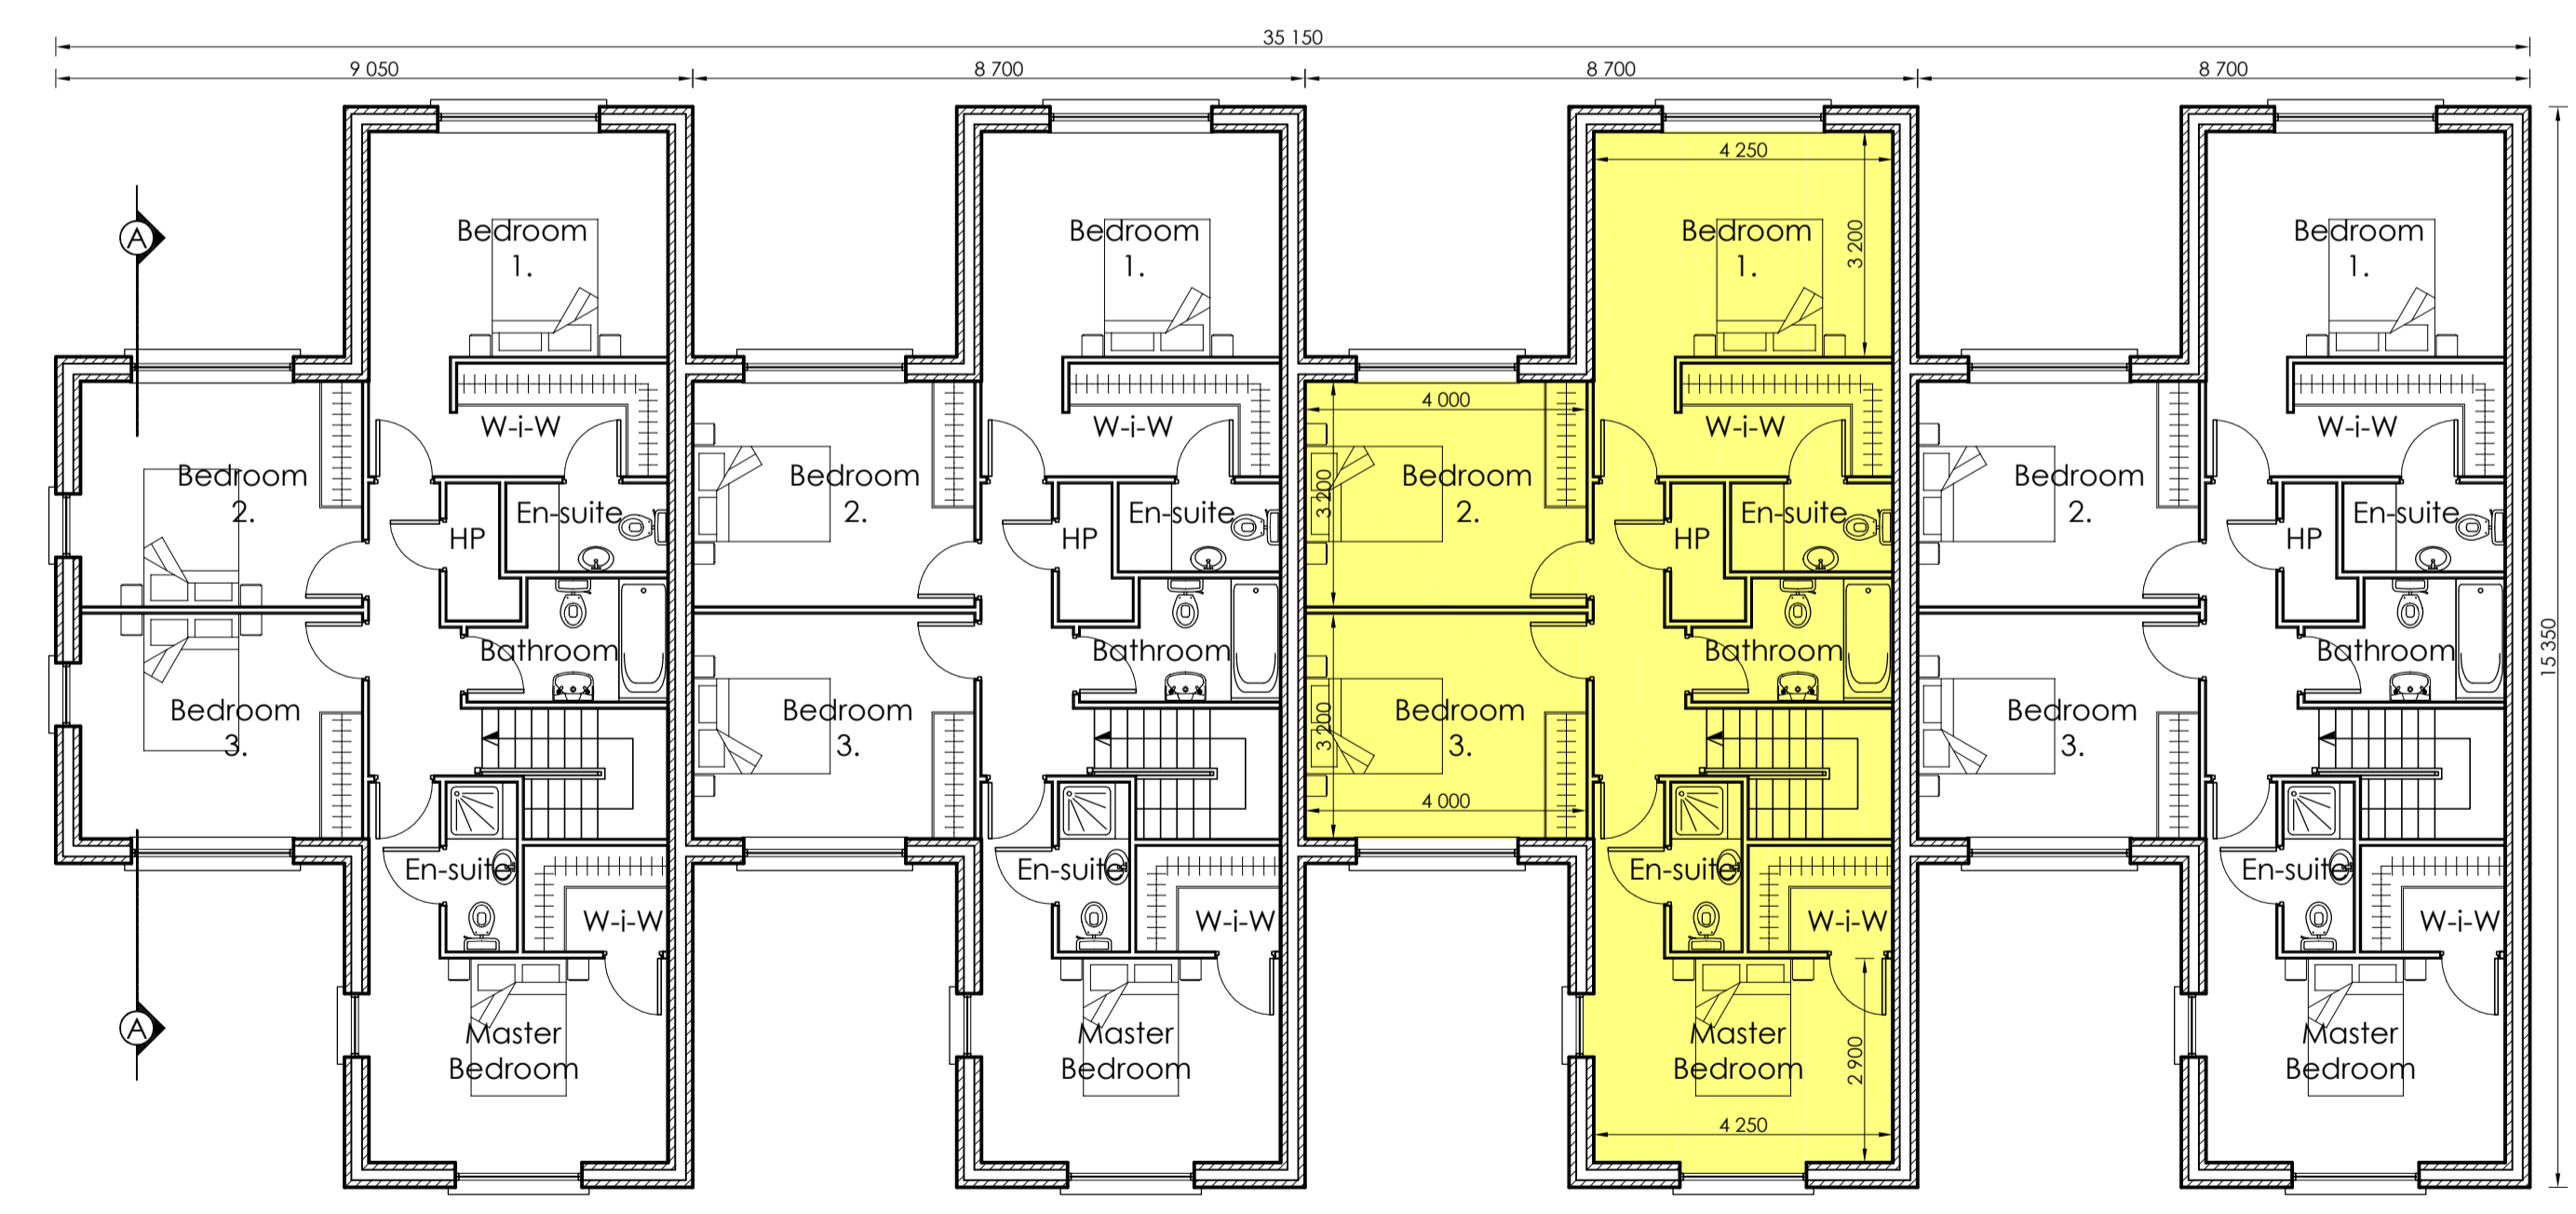 35 150
9 050
8 700
8 700
8 700
4 250
3 200
Bedroom
1.
Bedroom
1.
Bedroom
1.
Bedroom
1.
A
4 000
W-i-W
W-i-W
W-i-W
W-i-W
Bedroom
2.
Bedroom
2.
Bedroom
2.
Bedroom
2.
3 200
En-suite
En-suite
En-suite
En-suite
HP
HP
HP
HP
Bathroom
Bathroom
Bathroom
Bathroom
15 350
Bedroom
3.
Bedroom
3.
Bedroom
3.
Bedroom
3.
3 200
4 000
En-suite
En-suite
En-suite
En-suite
W-i-W
W-i-W
W-i-W
W-i-W
A
Master
Bedroom
Master
Bedroom
Master
Bedroom
Master
Bedroom
2 900
4 250